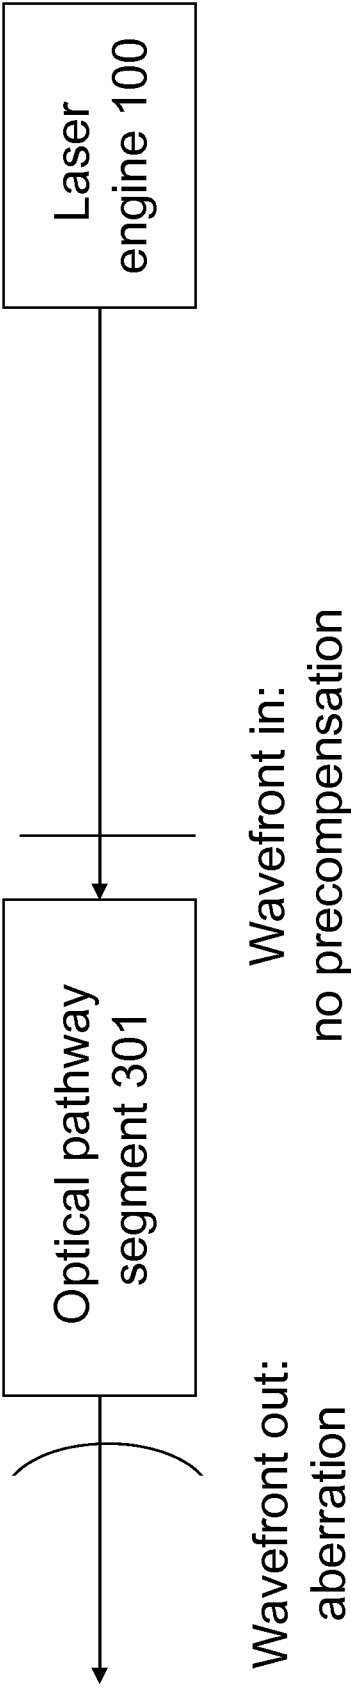 Optical pathway
segment 301
Laser
engine 100
Wavefront out:
aberration
Wavefront in:
no precompensation